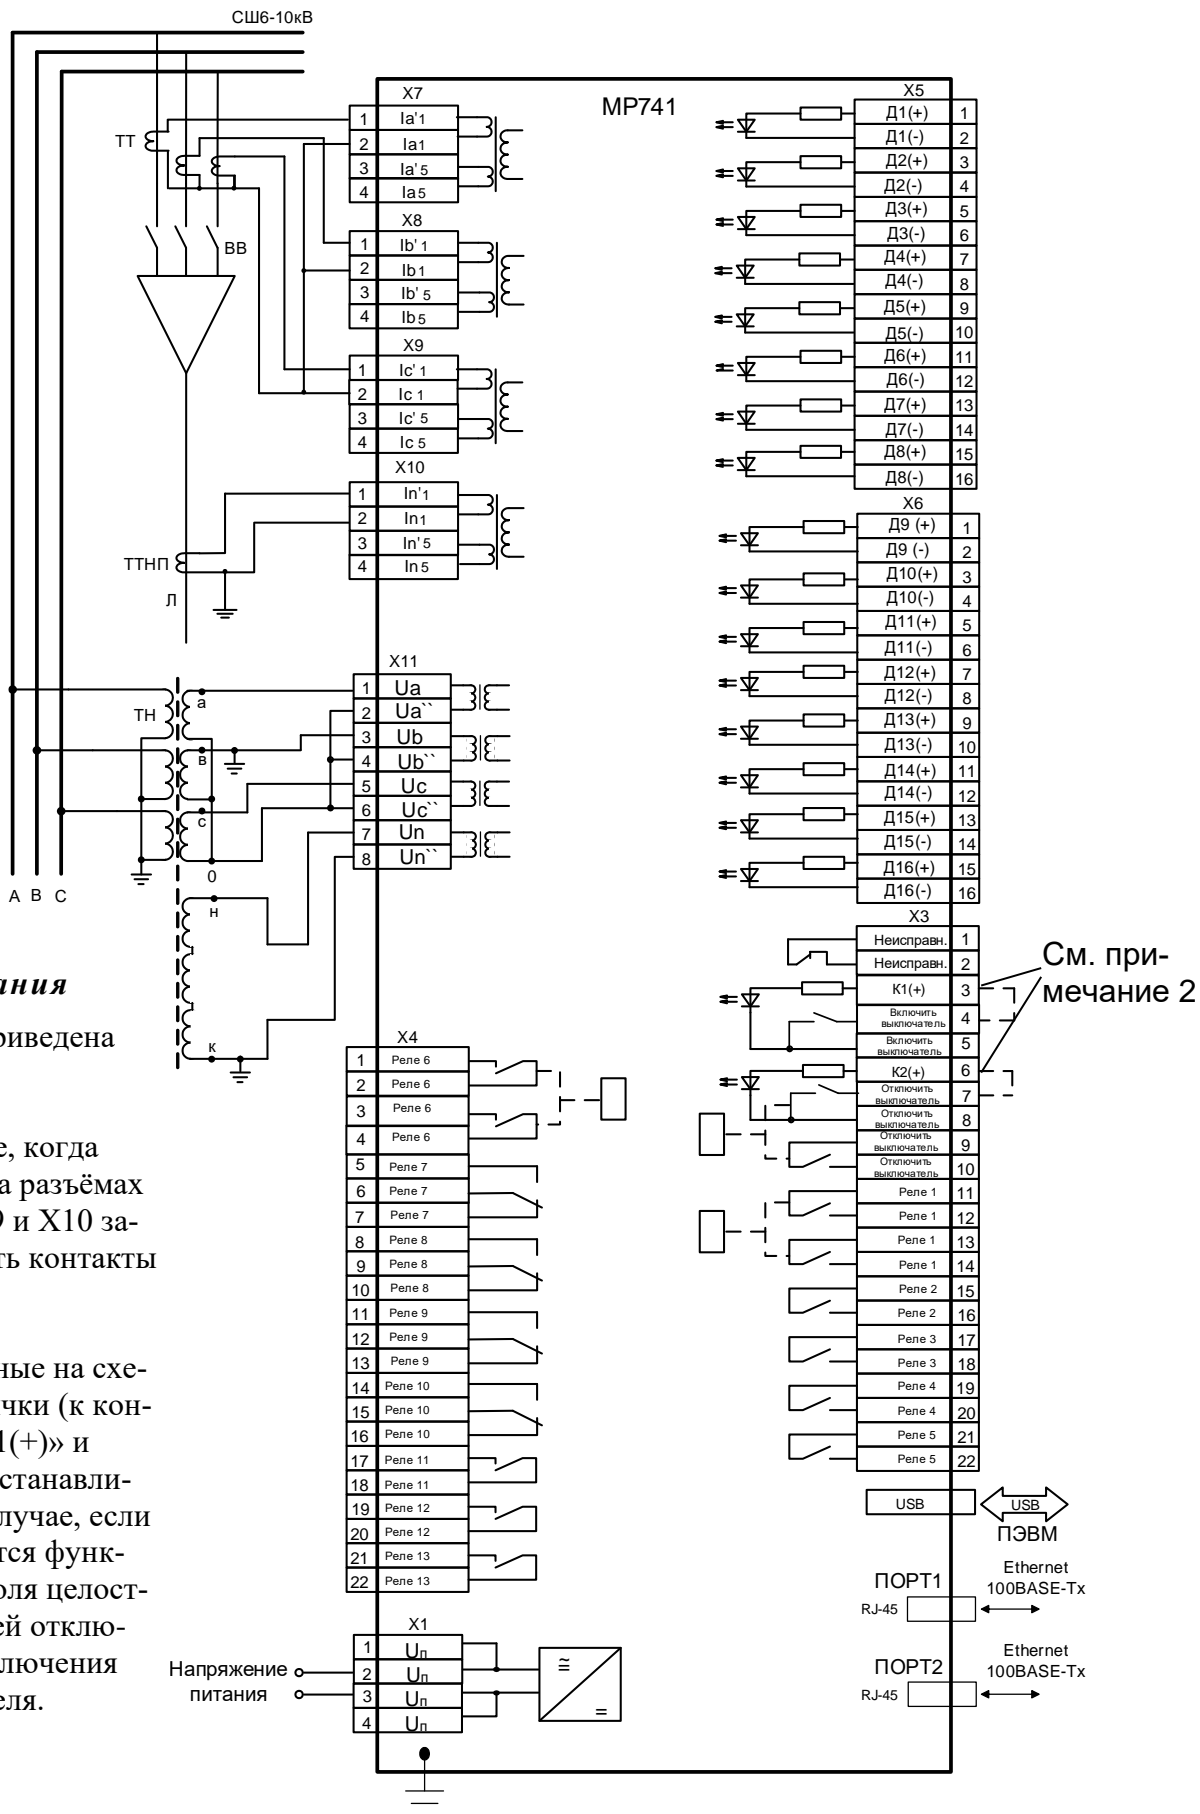 СШ6-10кВ
МР741
ТТ
ВВ
ТТНП
Л
X7
1 Ia'1
2 Ia1
3 Ia'5
4 Ia5
X8
1 Ib'1
2 Ib1
3 Ib'5
4 Ib5
X9
1 Ic'1
2 Ic1
3 Ic'5
4 Ic5
X10
1 In'1
2 In1
3 In'5
4 In5
X11
1 Ua
2 Ua``
3 Ub
4 Ub``
5 Uc
6 Uc``
7 Un
8 Un``
ТН
а
в
с
0
н
к
А В С
X5
Д1(+) 1
Д1(-) 2
Д2(+) 3
Д2(-) 4
Д3(+) 5
Д3(-) 6
Д4(+) 7
Д4(-) 8
Д5(+) 9
Д5(-) 10
Д6(+) 11
Д6(-) 12
Д7(+) 13
Д7(-) 14
Д8(+) 15
Д8(-) 16
X6
Д9 (+) 1
Д9 (-) 2
Д10(+) 3
Д10(-) 4
Д11(+) 5
Д11(-) 6
Д12(+) 7
Д12(-) 8
Д13(+) 9
Д13(-) 10
Д14(+) 11
Д14(-) 12
Д15(+) 13
Д15(-) 14
Д16(+) 15
Д16(-) 16
X3
Неисправн. 1
Неисправн. 2
К1(+) 3
Включить
выключатель 4
Включить
выключатель 5
К2(+) 6
Отключить
выключатель 7
Отключить
выключатель 8
Отключить
выключатель 9
Отключить
выключатель 10
Реле 1 11
Реле 1 12
Реле 1 13
Реле 1 14
Реле 2 15
Реле 2 16
Реле 3 17
Реле 3 18
Реле 4 19
Реле 4 20
Реле 5 21
Реле 5 22
См. при-
мечание 2
USB
USB
ПЭВМ
ПОРТ1
RJ-45
Ethernet
100BASE-Tx
ПОРТ2
RJ-45
Ethernet
100BASE-Tx
X4
1 Реле 6
2 Реле 6
3 Реле 6
4 Реле 6
5 Реле 7
6 Реле 7
7 Реле 7
8 Реле 8
9 Реле 8
10 Реле 8
11 Реле 9
12 Реле 9
13 Реле 9
14 Реле 10
15 Реле 10
16 Реле 10
17 Реле 11
18 Реле 11
19 Реле 12
20 Реле 12
21 Реле 13
22 Реле 13
X1
1 Uп
2 Uп
3 Uп
4 Uп
Напряжение
питания
ания
риведена
е, когда
а разъёмах
9 и X10 за-
ть контакты
ные на схе-
чки (к кон-
1(+)» и
станавли-
лучае, если
тся функ-
оля целост-
ей отклю-
лючения
еля.